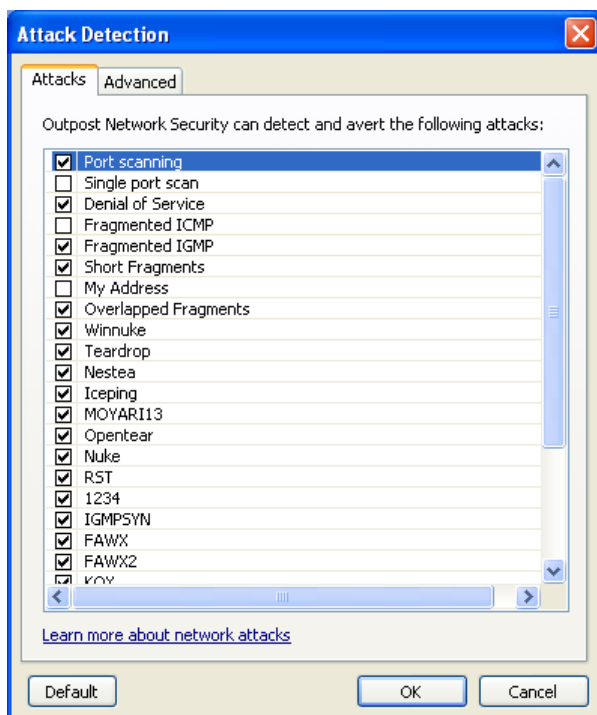 Attack Detection
Attacks
Advanced
Outpost Network Security can detect and avert the following attacks:
Port scanning
Single port scan
Denial of Service
Fragmented ICMP
Fragmented IGMP
Short Fragments
My Address
Overlapped Fragments
Winnuke
Teardrop
Nestea
Iceping
MOYARI13
Opentear
Nuke
RST
1234
IGMPSYN
FAWX
FAWX2
Learn more about network attacks
Default
OK
Cancel